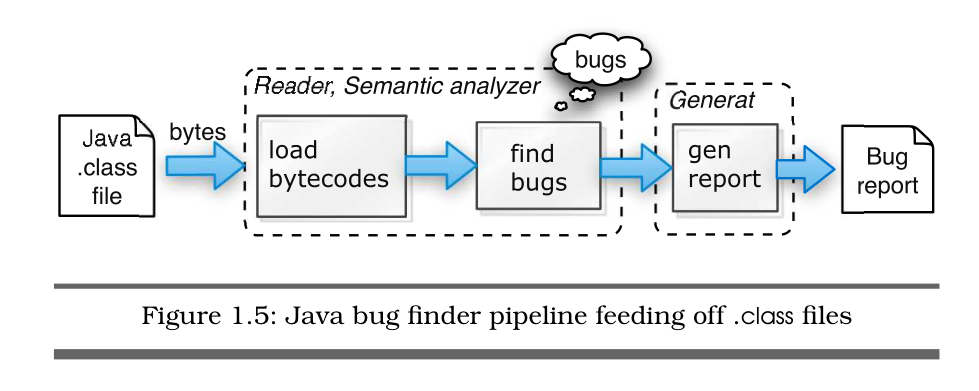 bugs
Reader, Semantic analyzer
Generat
Java
.class
file
bytes
load
bytecodes
find
bugs
gen
report
Bug
report
Figure 1.5: Java bug finder pipeline feeding off .class files